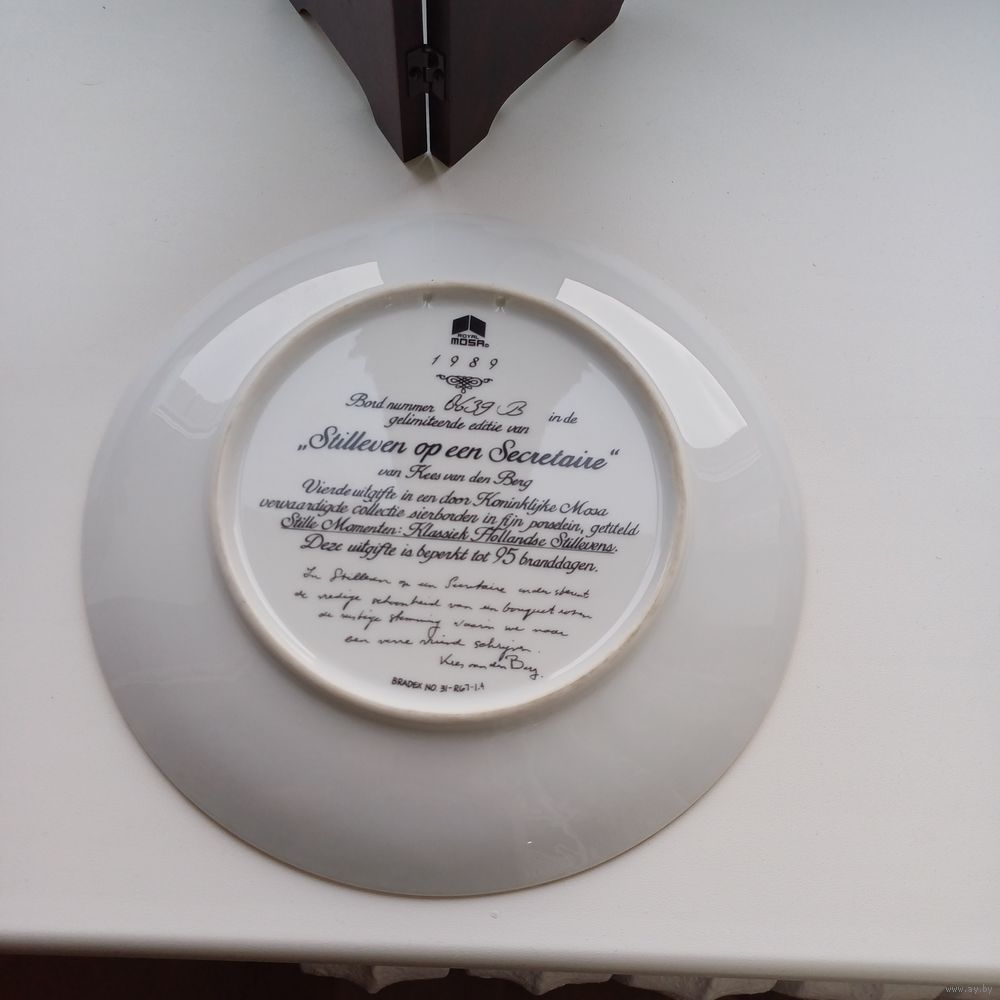 ROYAL
MOSA®
1989
Bord nummer 0639 B in de
gelimiteerde editie van
„Stilleven op een Secretaire“
van Kees van den Berg
Vierde uitgifte in een door Koninklijke Mosa
vervaardigde collectie sierborden in fijn porselein, getiteld
Stille Momenten: Klassiek Hollandse Stillevens.
Deze uitgifte is beperkt tot 95 branddagen.
In Stilleven op een Secretaire ondersteunt
de vredige schoonheid van een bouquet rozen
de rustige stemming waarin we naar
een verre vriend schrijven.
Kees van den Berg.
BRADEX NO. 31-R67-1.4
www.ay.by